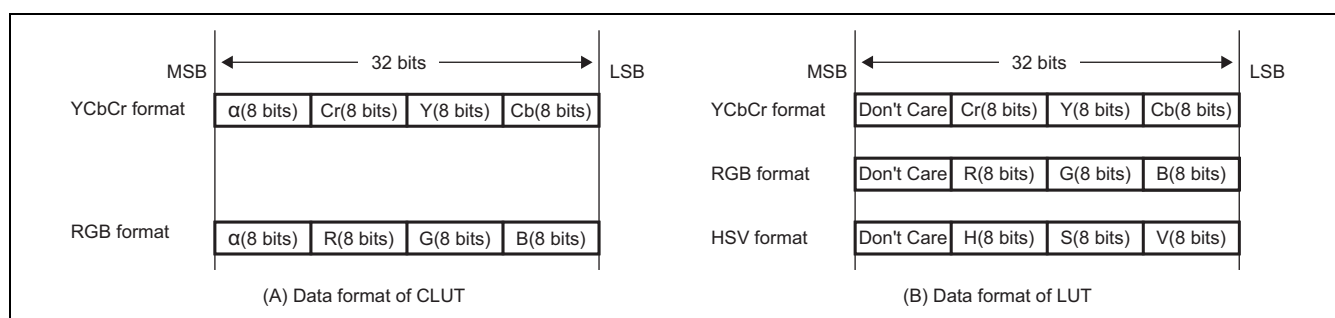 MSB 32 bits LSB
YCbCr format α(8 bits) Cr(8 bits) Y(8 bits) Cb(8 bits)
RGB format α(8 bits) R(8 bits) G(8 bits) B(8 bits)
(A) Data format of CLUT
MSB 32 bits LSB
YCbCr format Don't Care Cr(8 bits) Y(8 bits) Cb(8 bits)
RGB format Don't Care R(8 bits) G(8 bits) B(8 bits)
HSV format Don't Care H(8 bits) S(8 bits) V(8 bits)
(B) Data format of LUT